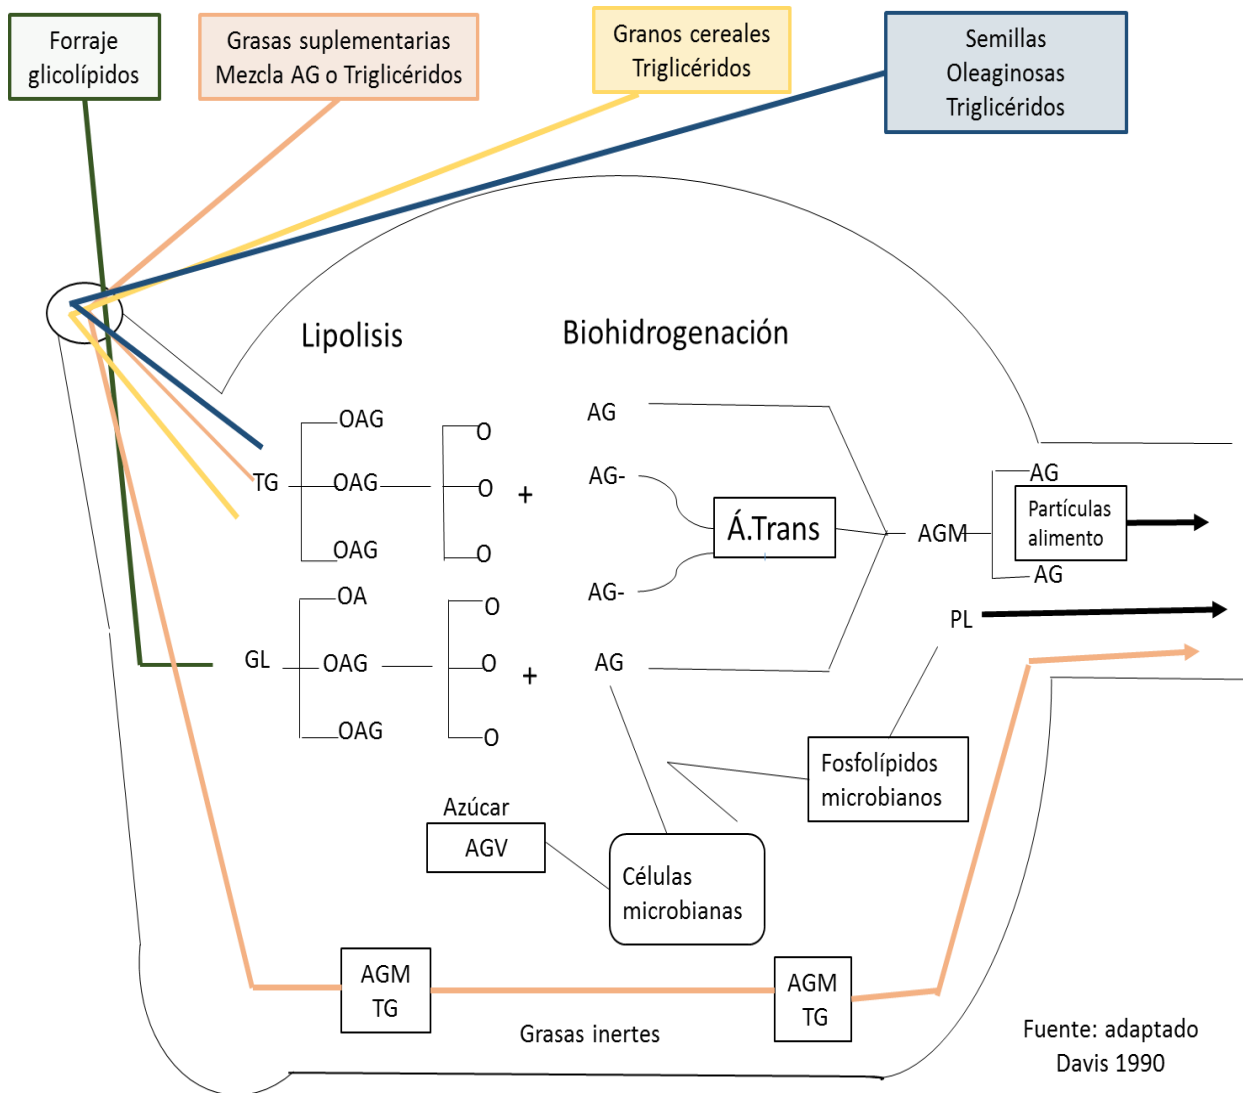 Forraje
glicolípidos
Grasas suplementarias
Mezcla AG o Triglicéridos
Granos cereales
Triglicéridos
Semillas
Oleaginosas
Triglicéridos
Lipolisis
Biohidrogenación
TG
OAG
OAG
OAG
O
O
O
+
AG
AG-
AG-
AG
Á.Trans
AGM
AG
Partículas
alimento
AG
GL
OA
OAG
OAG
O
O
O
+
PL
Fosfolípidos
microbianos
Azúcar
AGV
Células
microbianas
AGM
TG
Grasas inertes
AGM
TG
Fuente: adaptado
Davis 1990